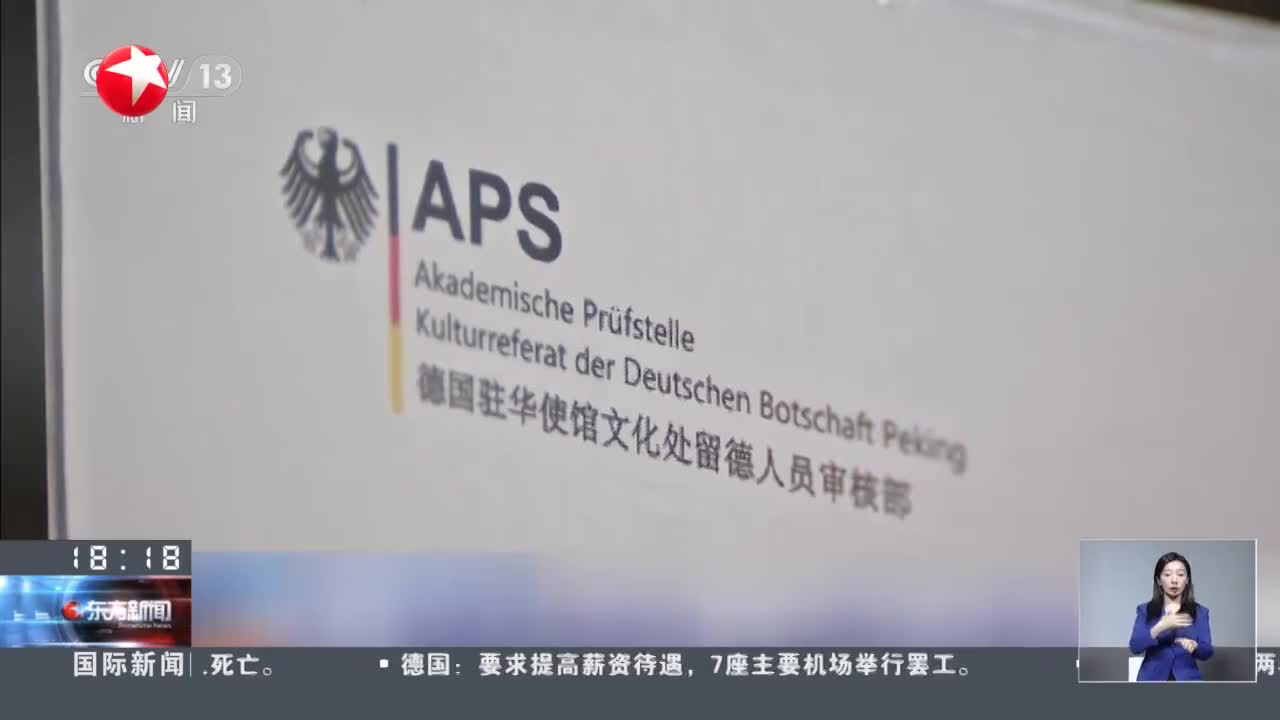 13
闻
APS
Akademische Prüfstelle
Kulturreferat der Deutschen Botschaft Peking
德国驻华使馆文化处留德人员审核部
18:18
东方新闻
国际新闻
.死亡。
▪ 德国：要求提高薪资待遇，7座主要机场举行罢工。
▪
两